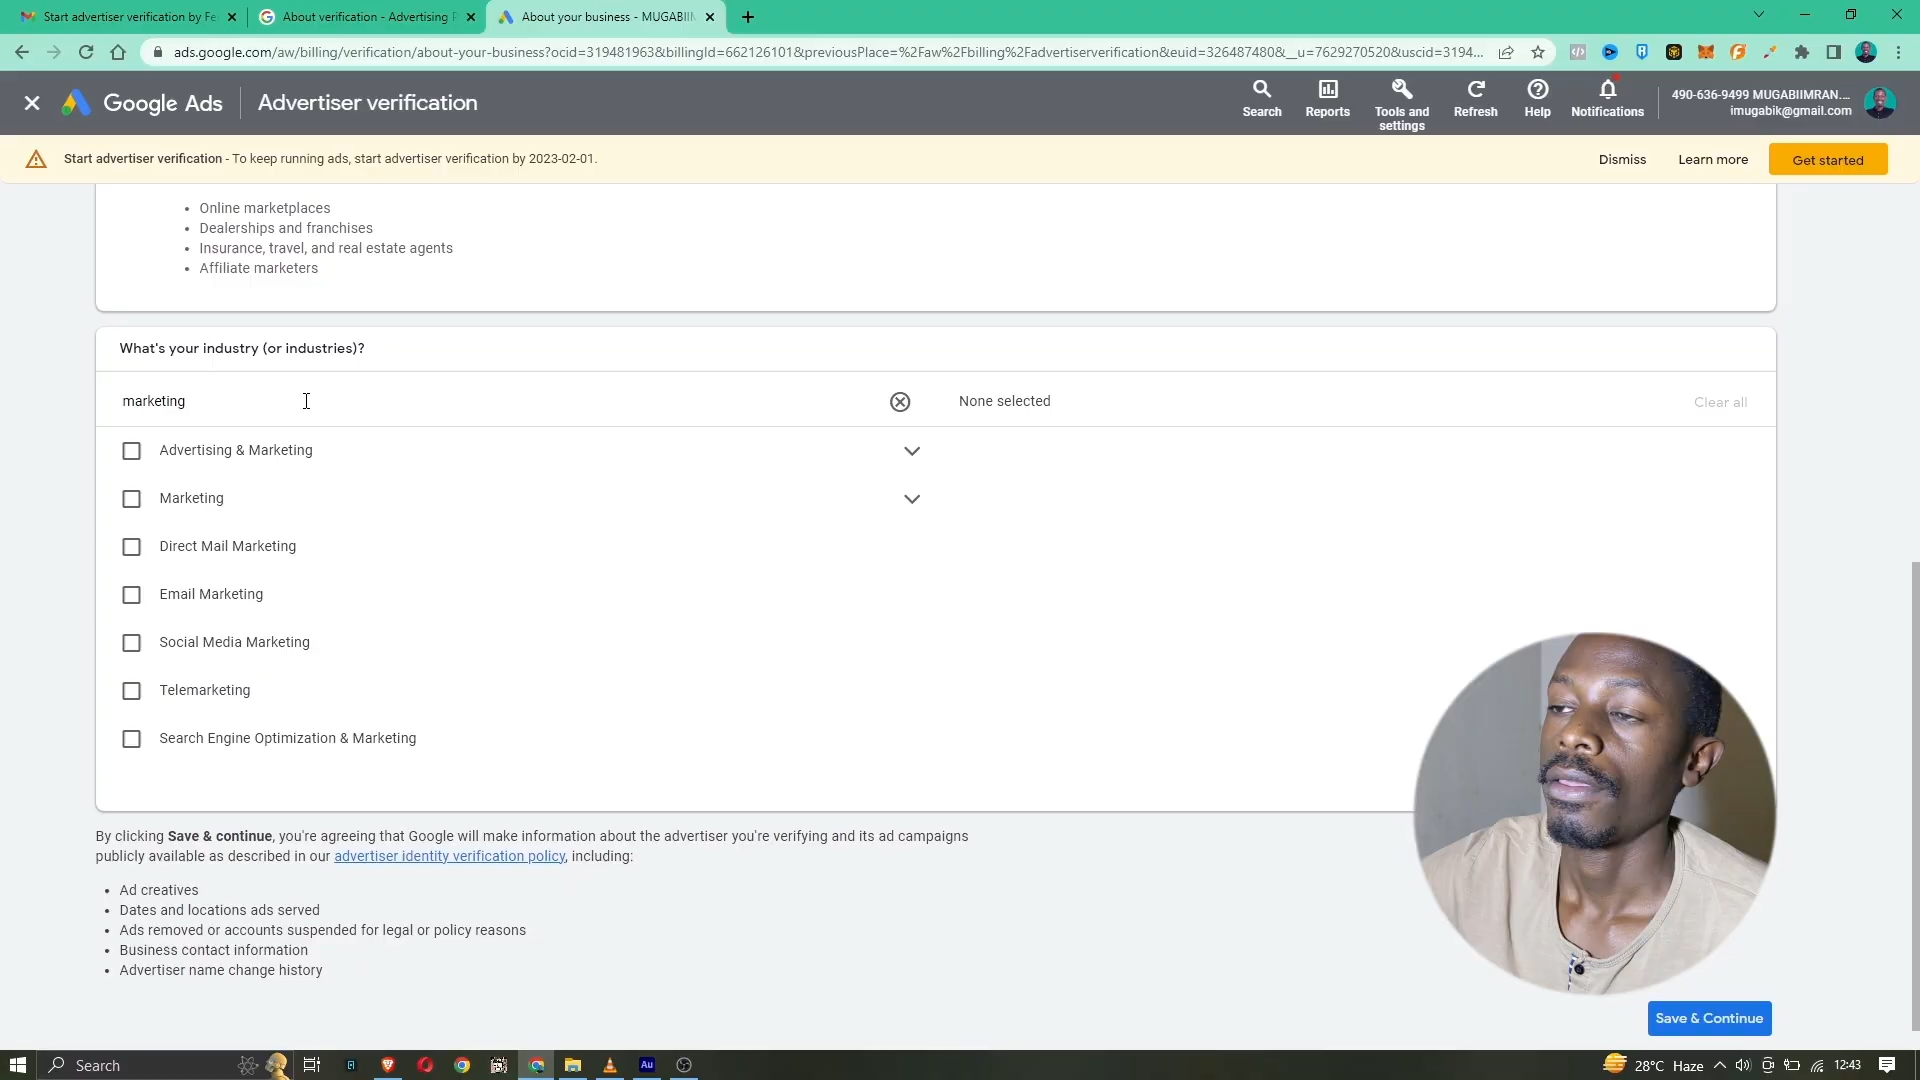 Start advertiser verification by Fe
About verification - Advertising P
About your business - MUGABIIM
ads.google.com/aw/billing/verification/about-your-business?ocid=319481963&billingId=662126101&previousPlace=%2Faw%2Fbilling%2Fadvertiserverification&euid=326487480&__u=7629270520&uscid=3194...
Google Ads
Advertiser verification
Search
Reports
Tools and settings
Refresh
Help
Notifications
490-636-9499 MUGABIIMRAN....
imugabik@gmail.com
Start advertiser verification - To keep running ads, start advertiser verification by 2023-02-01.
Dismiss
Learn more
Get started
• Online marketplaces
• Dealerships and franchises
• Insurance, travel, and real estate agents
• Affiliate marketers
What's your industry (or industries)?
marketing
None selected
Clear all
Advertising & Marketing
Marketing
Direct Mail Marketing
Email Marketing
Social Media Marketing
Telemarketing
Search Engine Optimization & Marketing
By clicking Save & continue, you're agreeing that Google will make information about the advertiser you're verifying and its ad campaigns
publicly available as described in our advertiser identity verification policy, including:
• Ad creatives
• Dates and locations ads served
• Ads removed or accounts suspended for legal or policy reasons
• Business contact information
• Advertiser name change history
Save & Continue
Search
Au
28°C Haze
12:43